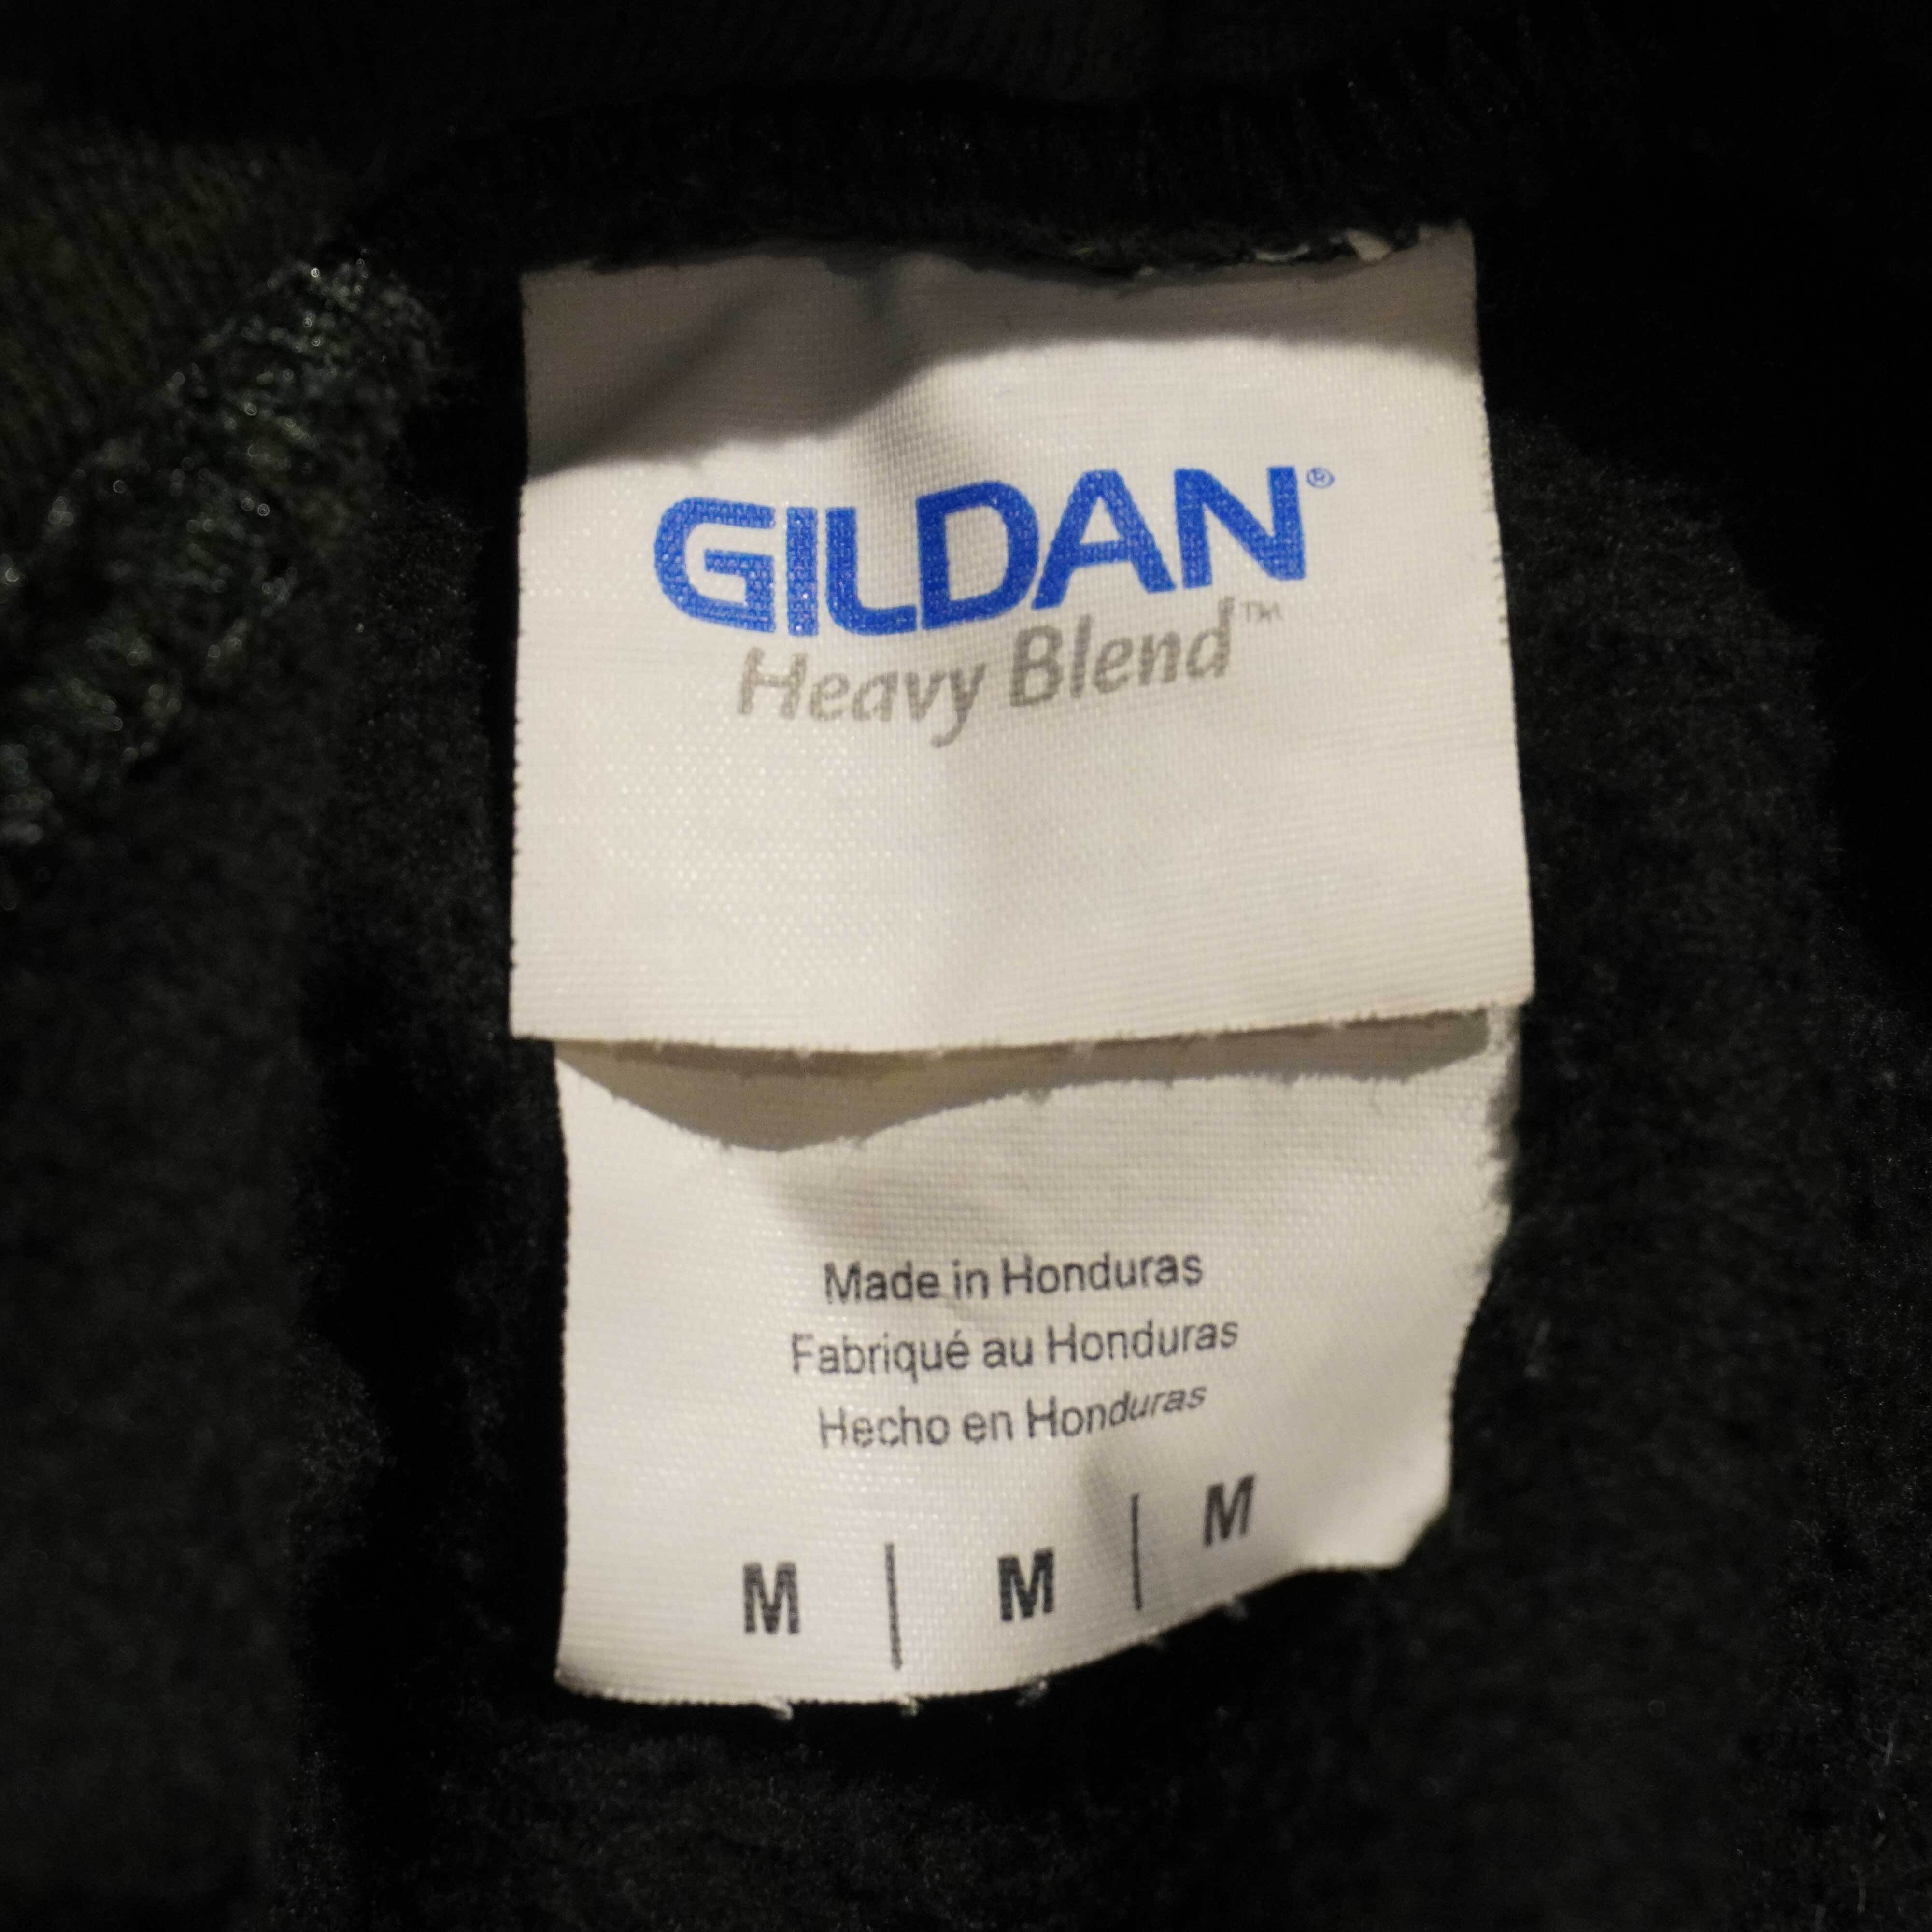 GILDAN®
Heavy Blend™
Made in Honduras
Fabriqué au Honduras
Hecho en Honduras
M | M | M